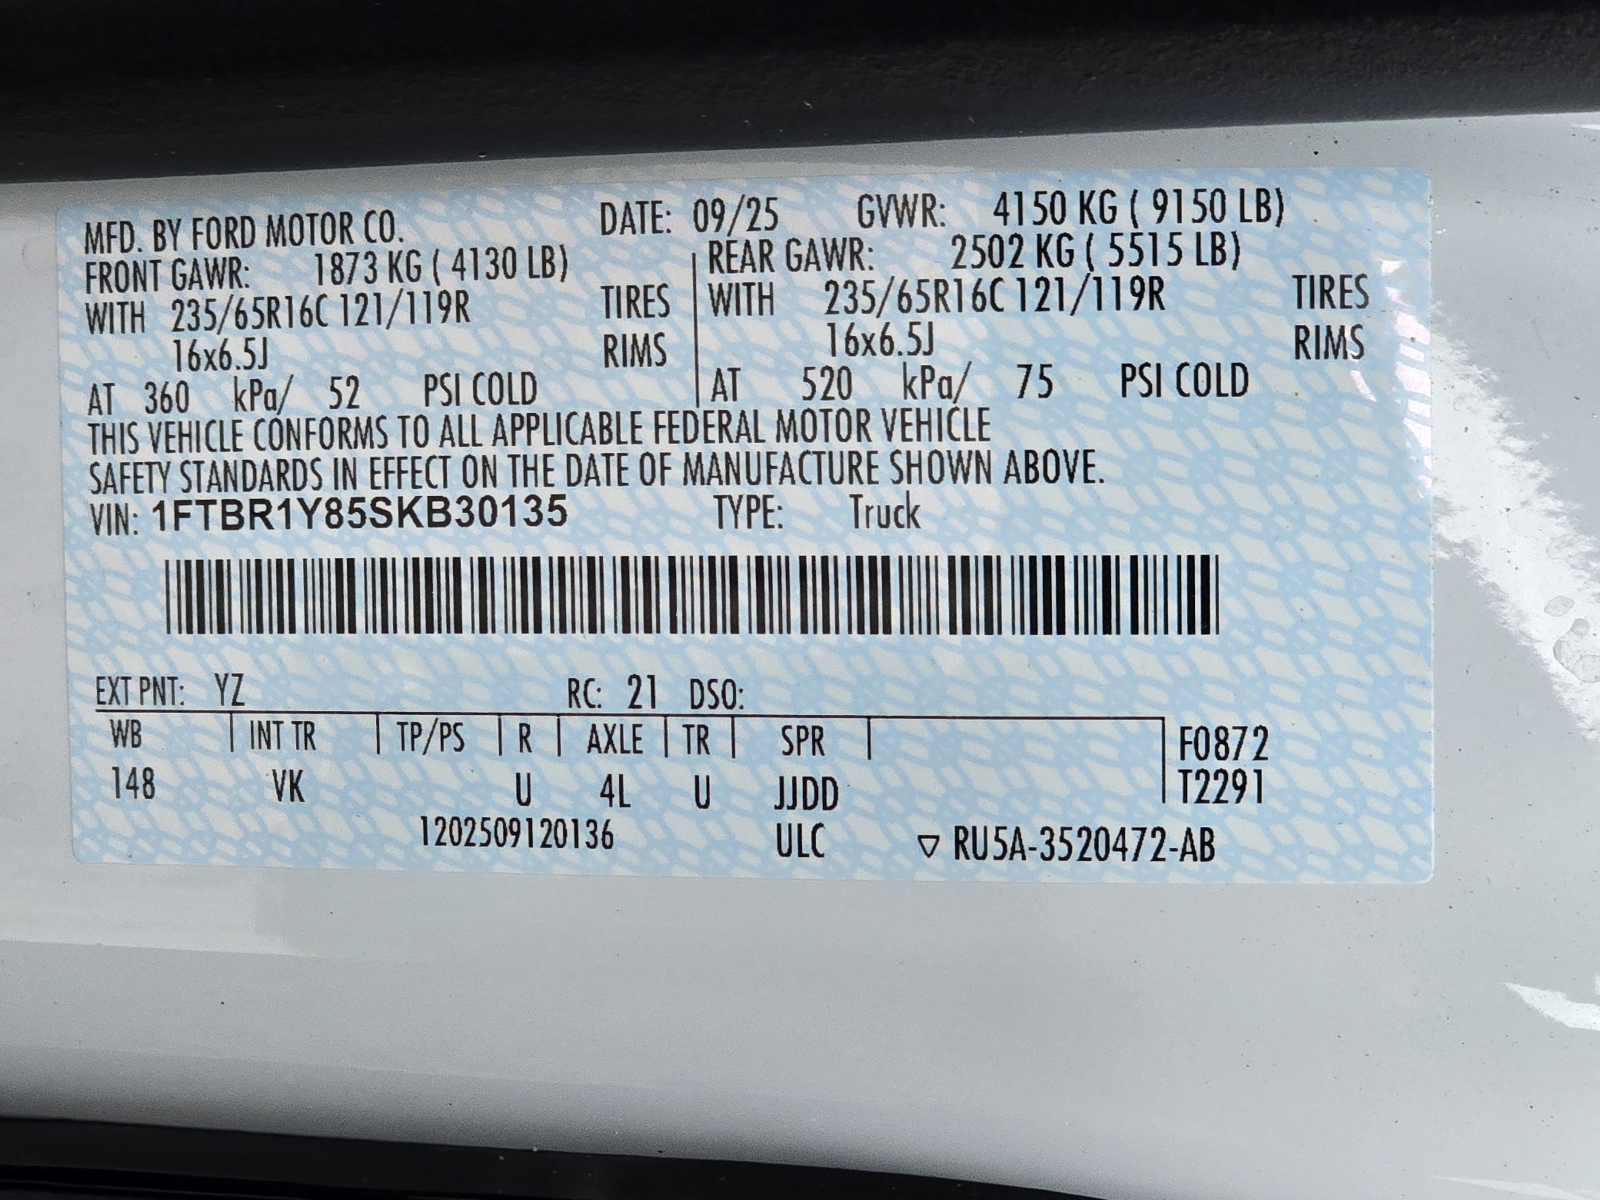 MFD. BY FORD MOTOR CO. DATE: 09/25 GVWR: 4150 KG ( 9150 LB)
FRONT GAWR: 1873 KG ( 4130 LB) REAR GAWR: 2502 KG ( 5515 LB)
WITH 235/65R16C 121/119R TIRES WITH 235/65R16C 121/119R TIRES
16x6.5J RIMS 16x6.5J RIMS
AT 360 kPa/ 52 PSI COLD AT 520 kPa/ 75 PSI COLD
THIS VEHICLE CONFORMS TO ALL APPLICABLE FEDERAL MOTOR VEHICLE
SAFETY STANDARDS IN EFFECT ON THE DATE OF MANUFACTURE SHOWN ABOVE.
VIN: 1FTBR1Y85SKB30135 TYPE: Truck
EXT PNT: YZ RC: 21 DSO:
WB INT TR TP/PS R AXLE TR SPR F0872
148 VK U 4L U JJDD T2291
1202509120136 ULC ▽ RU5A-3520472-AB